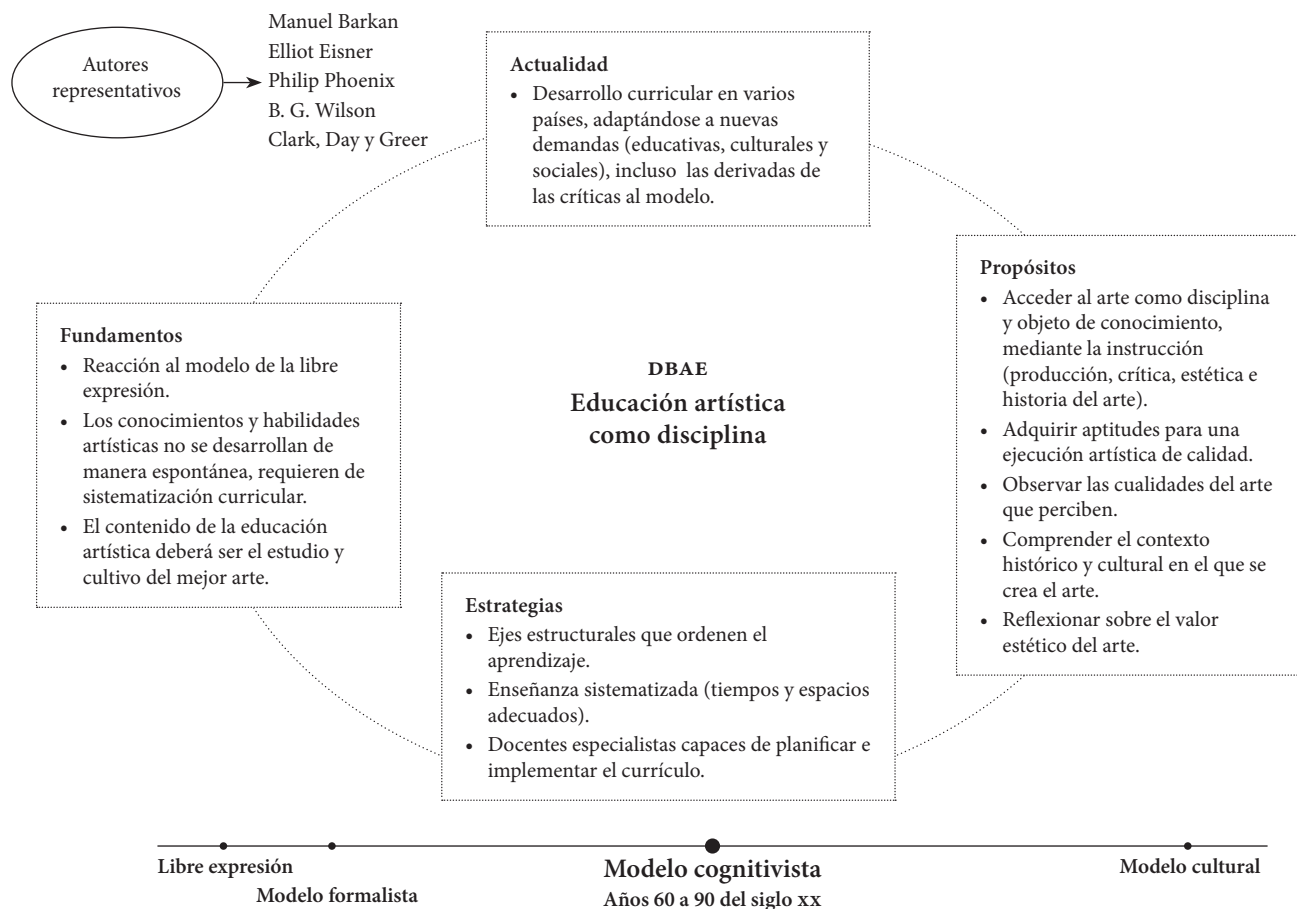 Autores
representativos
Manuel Barkan
Elliot Eisner
Philip Phoenix
B. G. Wilson
Clark, Day y Greer
Actualidad
• Desarrollo curricular en varios
países, adaptándose a nuevas
demandas (educativas, culturales y
sociales), incluso las derivadas de
las críticas al modelo.
Propósitos
• Acceder al arte como disciplina
y objeto de conocimiento,
mediante la instrucción
(producción, crítica, estética e
historia del arte).
• Adquirir aptitudes para una
ejecución artística de calidad.
• Observar las cualidades del arte
que perciben.
• Comprender el contexto
histórico y cultural en el que se
crea el arte.
• Reflexionar sobre el valor
estético del arte.
Fundamentos
• Reacción al modelo de la libre
expresión.
• Los conocimientos y habilidades
artísticas no se desarrollan de
manera espontánea, requieren de
sistematización curricular.
• El contenido de la educación
artística deberá ser el estudio y
cultivo del mejor arte.
DBAE
Educación artística
como disciplina
Estrategias
• Ejes estructurales que ordenen el
aprendizaje.
• Enseñanza sistematizada (tiempos y espacios
adecuados).
• Docentes especialistas capaces de planificar e
implementar el currículo.
Libre expresión
Modelo formalista
Modelo cognitivista
Años 60 a 90 del siglo XX
Modelo cultural